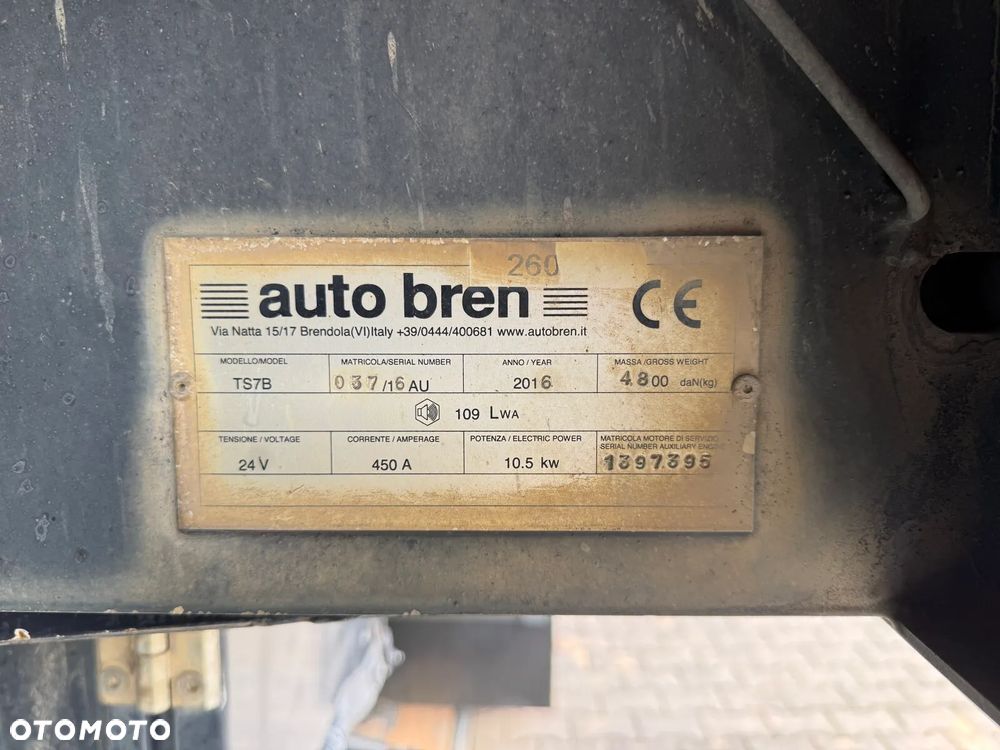 260
auto bren
CE
Via Natta 15/17 Brendola(VI)Italy +39/0444/400681 www.autobren.it
MODELLO/MODEL MATRICOLA/SERIAL NUMBER ANNO / YEAR MASSA /GROSS WEIGHT
TS7B 037/16 AU 2016 4800 daN(kg)
109 LWA
TENSIONE / VOLTAGE CORRENTE / AMPERAGE POTENZA / ELECTRIC POWER MATRICOLA MOTORE DI SERVIZIO
SERIAL NUMBER AUXILIARY ENGINE
24 V 450 A 10.5 kw 1397395
OTOMOTO